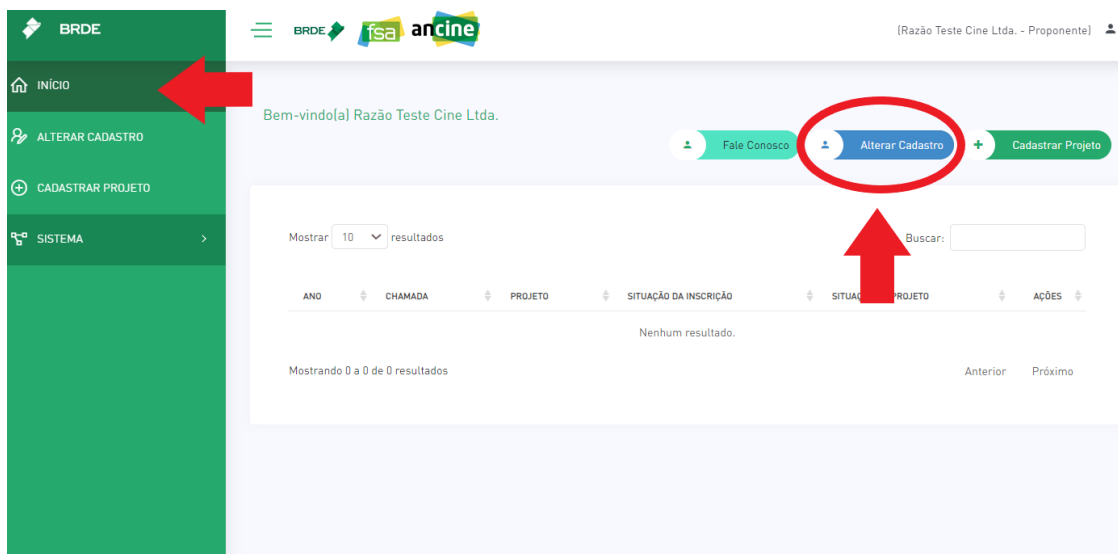 BRDE
BRDE fsa ancine
[Razão Teste Cine Ltda. - Proponente]
INÍCIO
ALTERAR CADASTRO
CADASTRAR PROJETO
SISTEMA
Bem-vindo(a) Razão Teste Cine Ltda.
Fale Conosco Alterar Cadastro Cadastrar Projeto
Mostrar 10 resultados Buscar:
ANO CHAMADA PROJETO SITUAÇÃO DA INSCRIÇÃO PROJETO AÇÕES
Nenhum resultado.
Mostrando 0 a 0 de 0 resultados Anterior Próximo